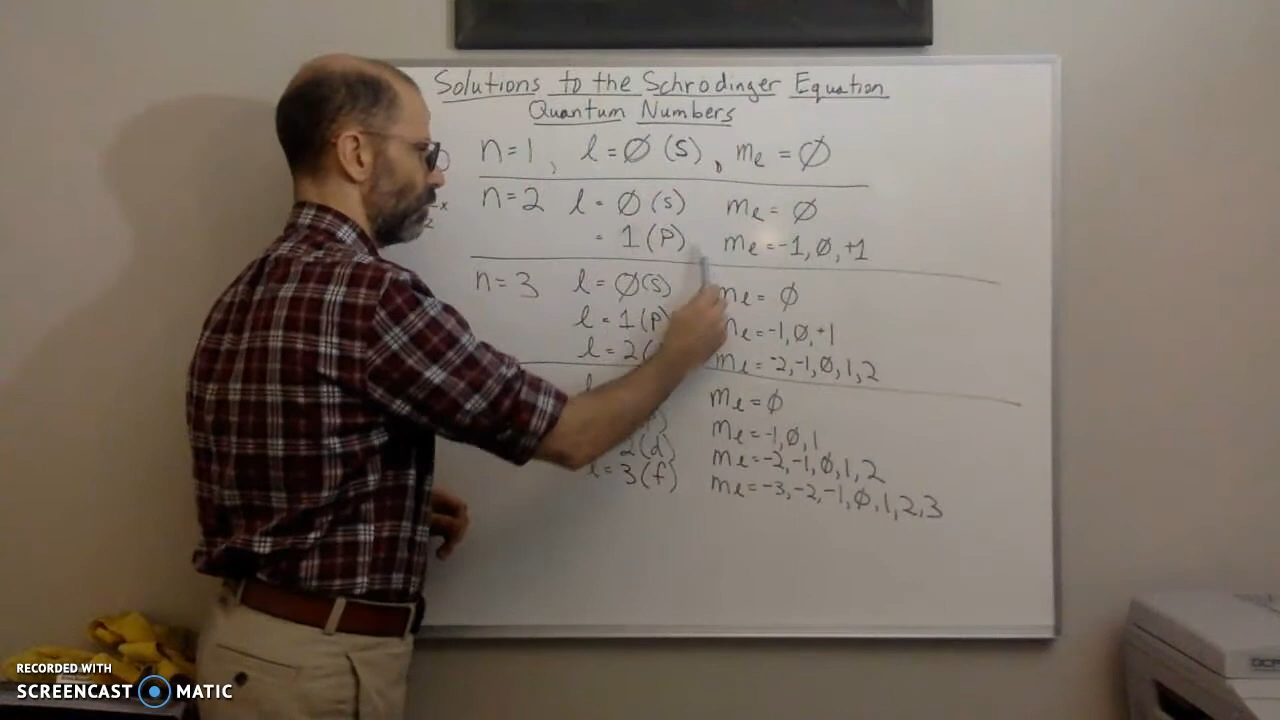 Solutions to the Schrodinger Equation
Quantum Numbers
n=1, l=Ø (s), mℓ=Ø
n=2 l=Ø(s) mℓ=Ø
= 1(p) mℓ=-1,Ø,+1
n=3 l=Ø(s) mℓ=Ø
l=1(p mℓ=-1,Ø,+1
l=2( mℓ=-2,-1,Ø,1,2
l mℓ=Ø
) mℓ=-1,Ø,1
2(d) mℓ=-2,-1,Ø,1,2
l=3(f) mℓ=-3,-2,-1,Ø,1,2,3
RECORDED WITH
SCREENCAST MATIC